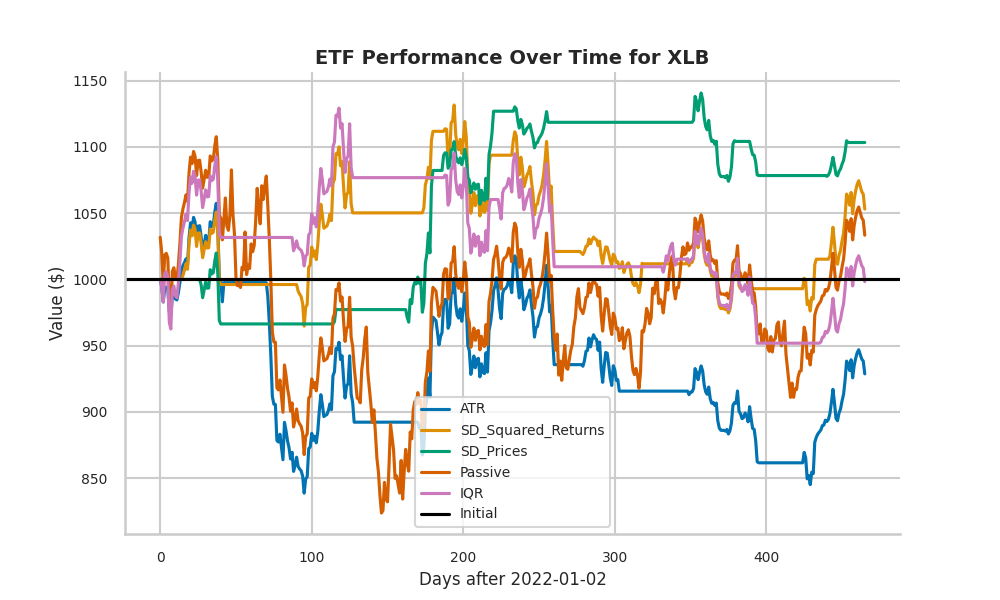 ETF Performance Over Time for XLB
Value ($)
1150
1100
1050
1000
950
900
850
ATR
SD_Squared_Returns
SD_Prices
Passive
IQR
Initial
0 100 200 300 400
Days after 2022-01-02